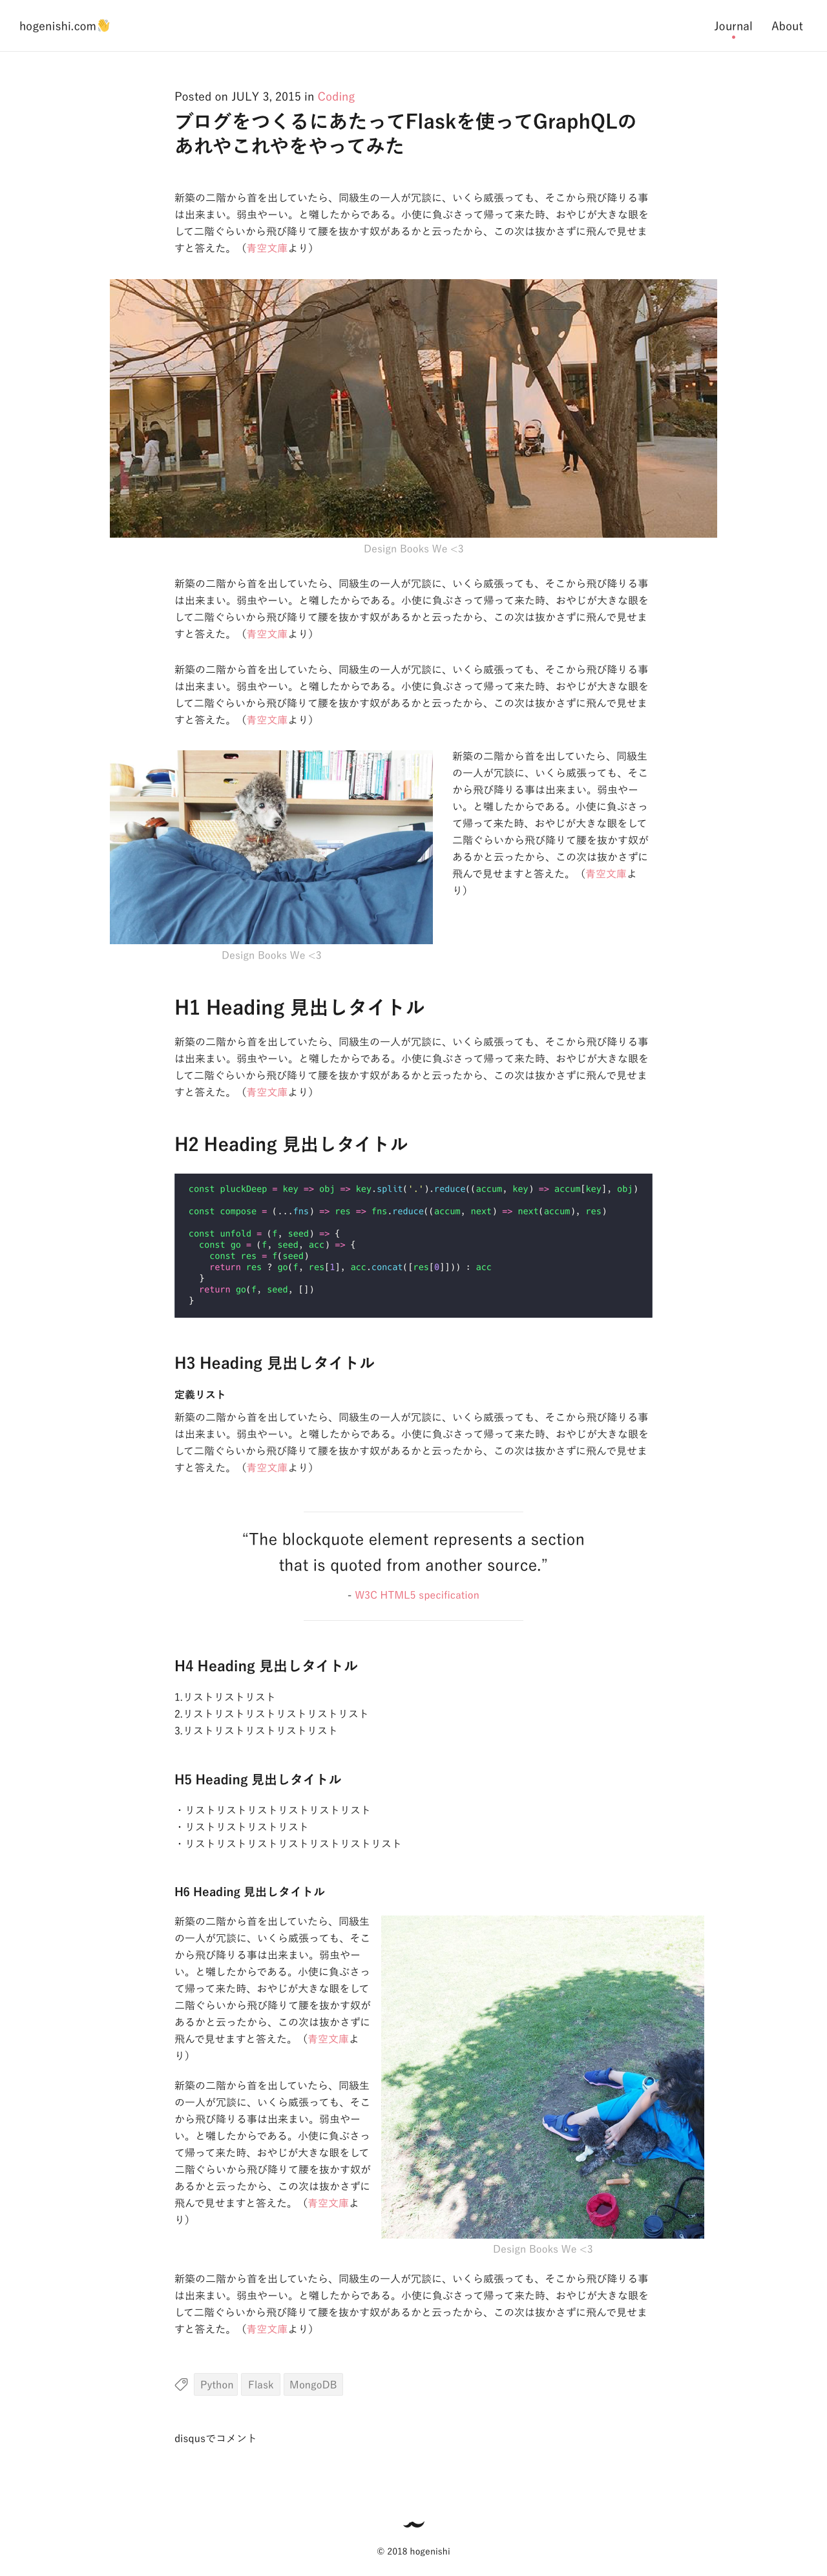 hogenishi.com👋
Journal
About
Posted on JULY 3, 2015 in Coding
ブログをつくるにあたってFlaskを使ってGraphQLの
あれやこれやをやってみた
新築の二階から首を出していたら、同級生の一人が冗談に、いくら威張っても、そこから飛び降りる事
は出来まい。弱虫やーい。と囃したからである。小使に負ぶさって帰って来た時、おやじが大きな眼を
して二階ぐらいから飛び降りて腰を抜かす奴があるかと云ったから、この次は抜かさずに飛んで見せま
すと答えた。（青空文庫より）
Design Books We <3
新築の二階から首を出していたら、同級生の一人が冗談に、いくら威張っても、そこから飛び降りる事
は出来まい。弱虫やーい。と囃したからである。小使に負ぶさって帰って来た時、おやじが大きな眼を
して二階ぐらいから飛び降りて腰を抜かす奴があるかと云ったから、この次は抜かさずに飛んで見せま
すと答えた。（青空文庫より）
新築の二階から首を出していたら、同級生の一人が冗談に、いくら威張っても、そこから飛び降りる事
は出来まい。弱虫やーい。と囃したからである。小使に負ぶさって帰って来た時、おやじが大きな眼を
して二階ぐらいから飛び降りて腰を抜かす奴があるかと云ったから、この次は抜かさずに飛んで見せま
すと答えた。（青空文庫より）
新築の二階から首を出していたら、同級生
の一人が冗談に、いくら威張っても、そこ
から飛び降りる事は出来まい。弱虫やー
い。と囃したからである。小使に負ぶさっ
て帰って来た時、おやじが大きな眼をして
二階ぐらいから飛び降りて腰を抜かす奴が
あるかと云ったから、この次は抜かさずに
飛んで見せますと答えた。（青空文庫よ
り）
Design Books We <3
H1 Heading 見出しタイトル
新築の二階から首を出していたら、同級生の一人が冗談に、いくら威張っても、そこから飛び降りる事
は出来まい。弱虫やーい。と囃したからである。小使に負ぶさって帰って来た時、おやじが大きな眼を
して二階ぐらいから飛び降りて腰を抜かす奴があるかと云ったから、この次は抜かさずに飛んで見せま
すと答えた。（青空文庫より）
H2 Heading 見出しタイトル
const pluckDeep = key => obj => key.split('.').reduce((accum, key) => accum[key], obj)
const compose = (...fns) => res => fns.reduce((accum, next) => next(accum), res)
const unfold = (f, seed) => {
const go = (f, seed, acc) => {
const res = f(seed)
return res ? go(f, res[1], acc.concat([res[0]])) : acc
}
return go(f, seed, [])
}
H3 Heading 見出しタイトル
定義リスト
新築の二階から首を出していたら、同級生の一人が冗談に、いくら威張っても、そこから飛び降りる事
は出来まい。弱虫やーい。と囃したからである。小使に負ぶさって帰って来た時、おやじが大きな眼を
して二階ぐらいから飛び降りて腰を抜かす奴があるかと云ったから、この次は抜かさずに飛んで見せま
すと答えた。（青空文庫より）
“The blockquote element represents a section
that is quoted from another source.”
- W3C HTML5 specification
H4 Heading 見出しタイトル
1.リストリストリスト
2.リストリストリストリストリストリスト
3.リストリストリストリストリスト
H5 Heading 見出しタイトル
・リストリストリストリストリストリスト
・リストリストリストリスト
・リストリストリストリストリストリストリスト
H6 Heading 見出しタイトル
新築の二階から首を出していたら、同級生
の一人が冗談に、いくら威張っても、そこ
から飛び降りる事は出来まい。弱虫やー
い。と囃したからである。小使に負ぶさっ
て帰って来た時、おやじが大きな眼をして
二階ぐらいから飛び降りて腰を抜かす奴が
あるかと云ったから、この次は抜かさずに
飛んで見せますと答えた。（青空文庫よ
り）
新築の二階から首を出していたら、同級生
の一人が冗談に、いくら威張っても、そこ
から飛び降りる事は出来まい。弱虫やー
い。と囃したからである。小使に負ぶさっ
て帰って来た時、おやじが大きな眼をして
二階ぐらいから飛び降りて腰を抜かす奴が
あるかと云ったから、この次は抜かさずに
飛んで見せますと答えた。（青空文庫よ
り）
Design Books We <3
新築の二階から首を出していたら、同級生の一人が冗談に、いくら威張っても、そこから飛び降りる事
は出来まい。弱虫やーい。と囃したからである。小使に負ぶさって帰って来た時、おやじが大きな眼を
して二階ぐらいから飛び降りて腰を抜かす奴があるかと云ったから、この次は抜かさずに飛んで見せま
すと答えた。（青空文庫より）
Python Flask MongoDB
disqusでコメント
© 2018 hogenishi